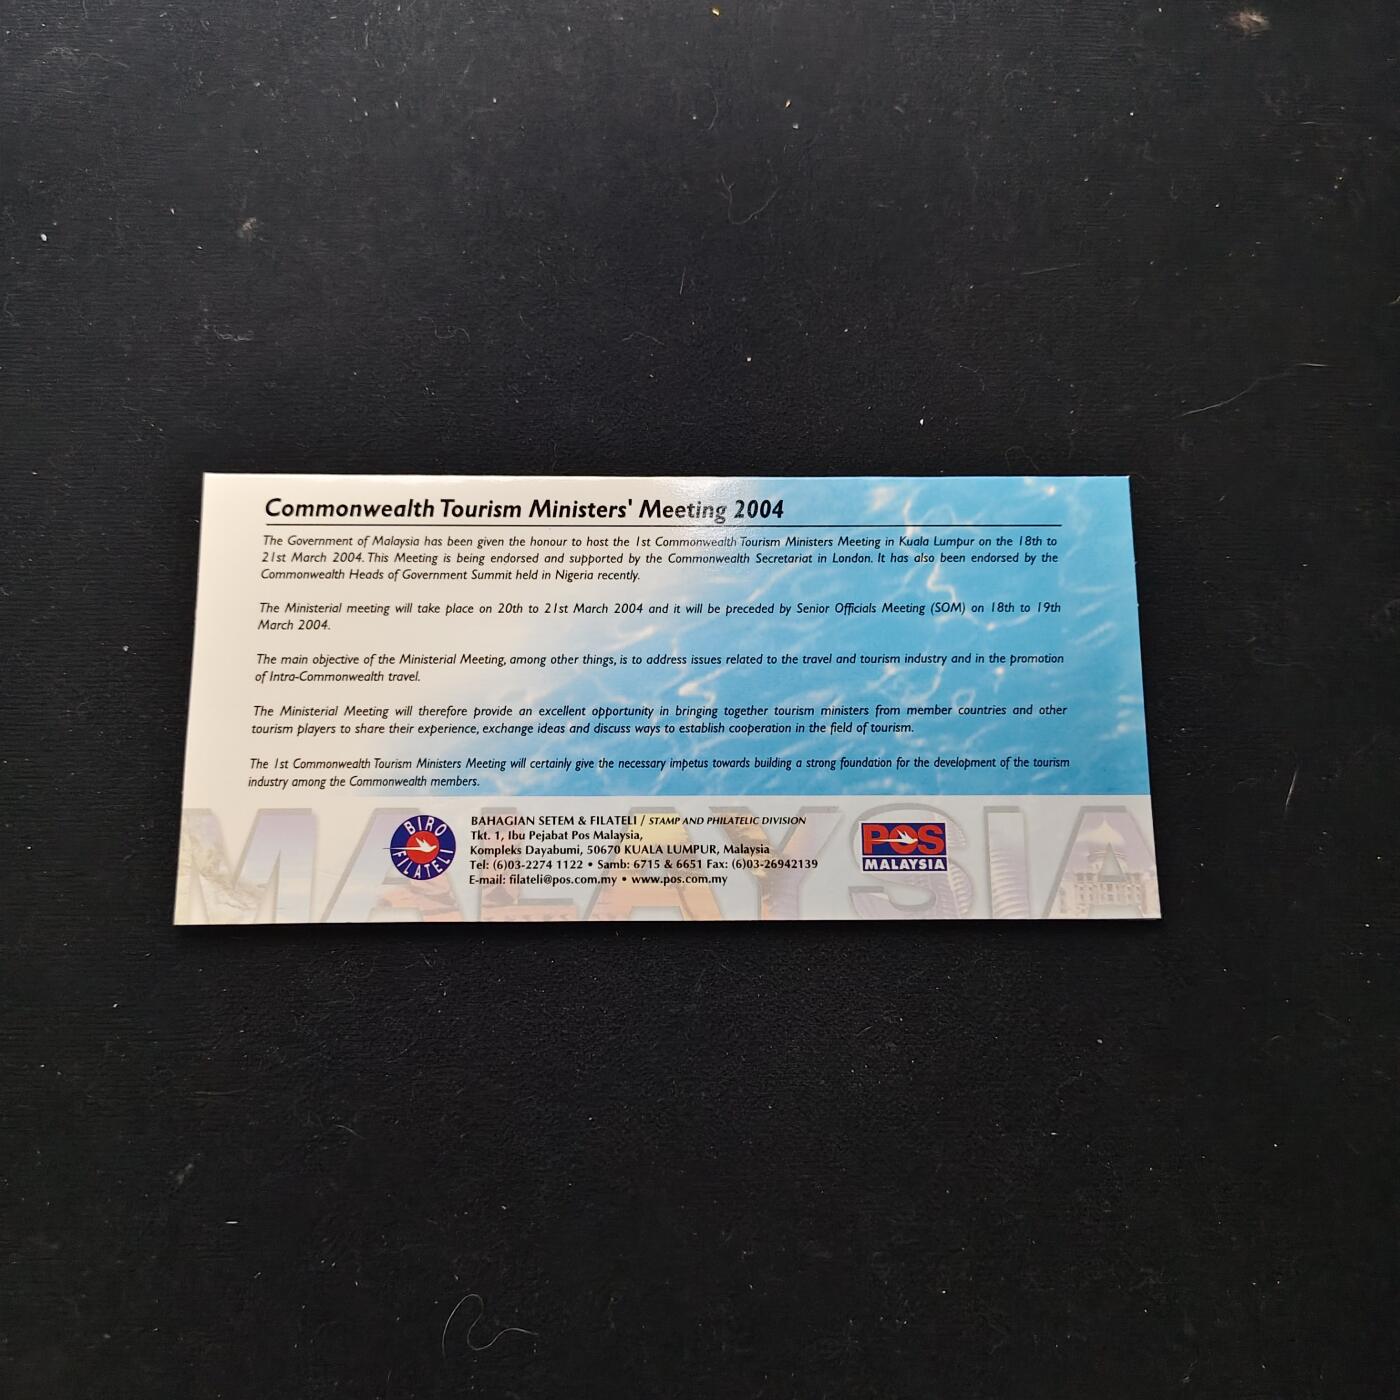 Commonwealth Tourism Ministers' Meeting 2004
The Government of Malaysia has been given the honour to host the 1st Commonwealth Tourism Ministers Meeting in Kuala Lumpur on the 18th to
21st March 2004. This Meeting is being endorsed and supported by the Commonwealth Secretariat in London. It has also been endorsed by the
Commonwealth Heads of Government Summit held in Nigeria recently.
The Ministerial meeting will take place on 20th to 21st March 2004 and it will be preceded by Senior Officials Meeting (SOM) on 18th to 19th
March 2004.
The main objective of the Ministerial Meeting, among other things, is to address issues related to the travel and tourism industry and in the promotion
of Intra-Commonwealth travel.
The Ministerial Meeting will therefore provide an excellent opportunity in bringing together tourism ministers from member countries and other
tourism players to share their experience, exchange ideas and discuss ways to establish cooperation in the field of tourism.
The 1st Commonwealth Tourism Ministers Meeting will certainly give the necessary impetus towards building a strong foundation for the development of the tourism
industry among the Commonwealth members.
MALAYSIA
BIRO
FILATELI
BAHAGIAN SETEM & FILATELI / STAMP AND PHILATELIC DIVISION
Tkt. 1, Ibu Pejabat Pos Malaysia,
Kompleks Dayabumi, 50670 KUALA LUMPUR, Malaysia
Tel: (6)03-2274 1122 • Samb: 6715 & 6651 Fax: (6)03-26942139
E-mail: filateli@pos.com.my • www.pos.com.my
POS
MALAYSIA